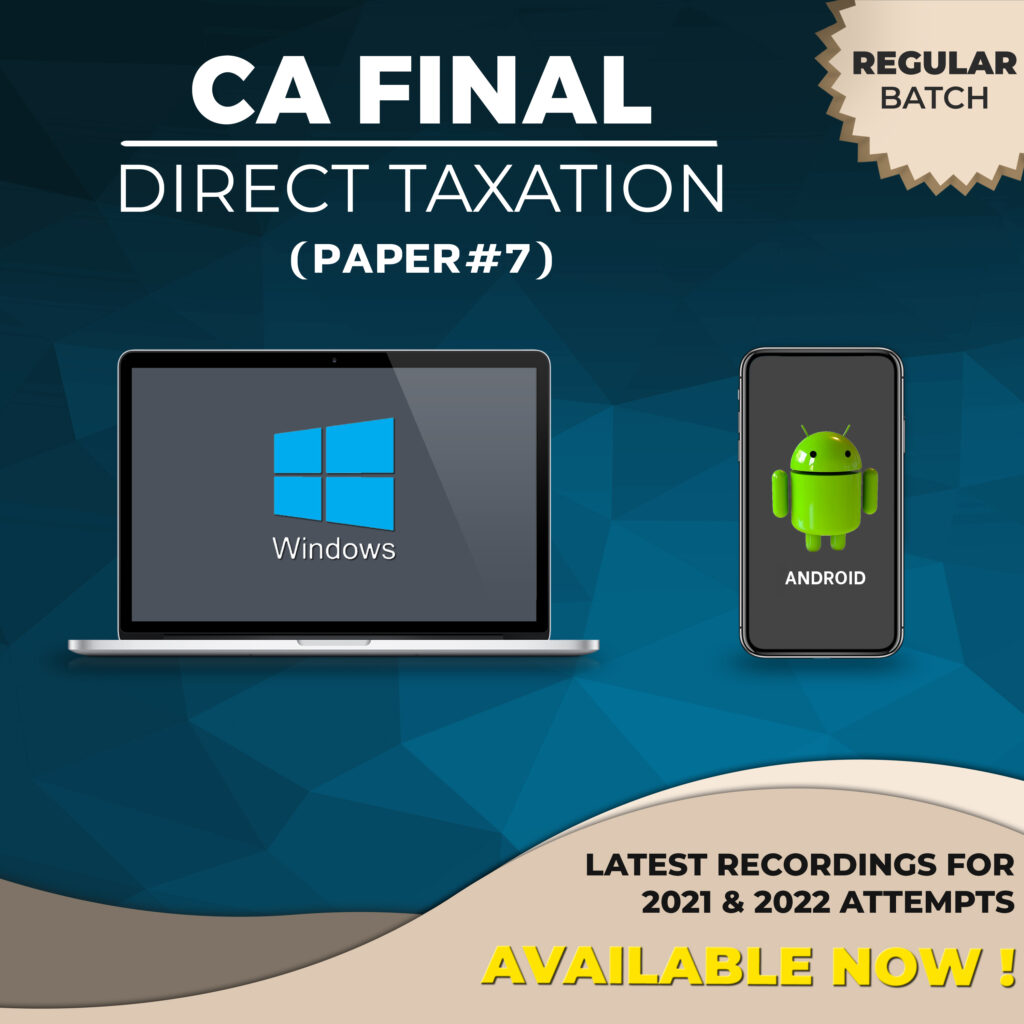 CA FINAL
DIRECT TAXATION
(PAPER#7)
REGULAR
BATCH
Windows
ANDROID
LATEST RECORDINGS FOR
2021 & 2022 ATTEMPTS
AVAILABLE NOW !